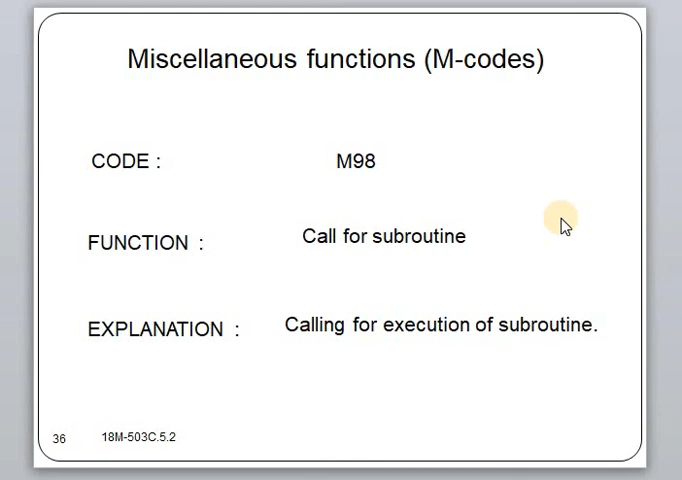 Miscellaneous functions (M-codes)
CODE : M98
FUNCTION : Call for subroutine
EXPLANATION : Calling for execution of subroutine.
36 18M-503C.5.2